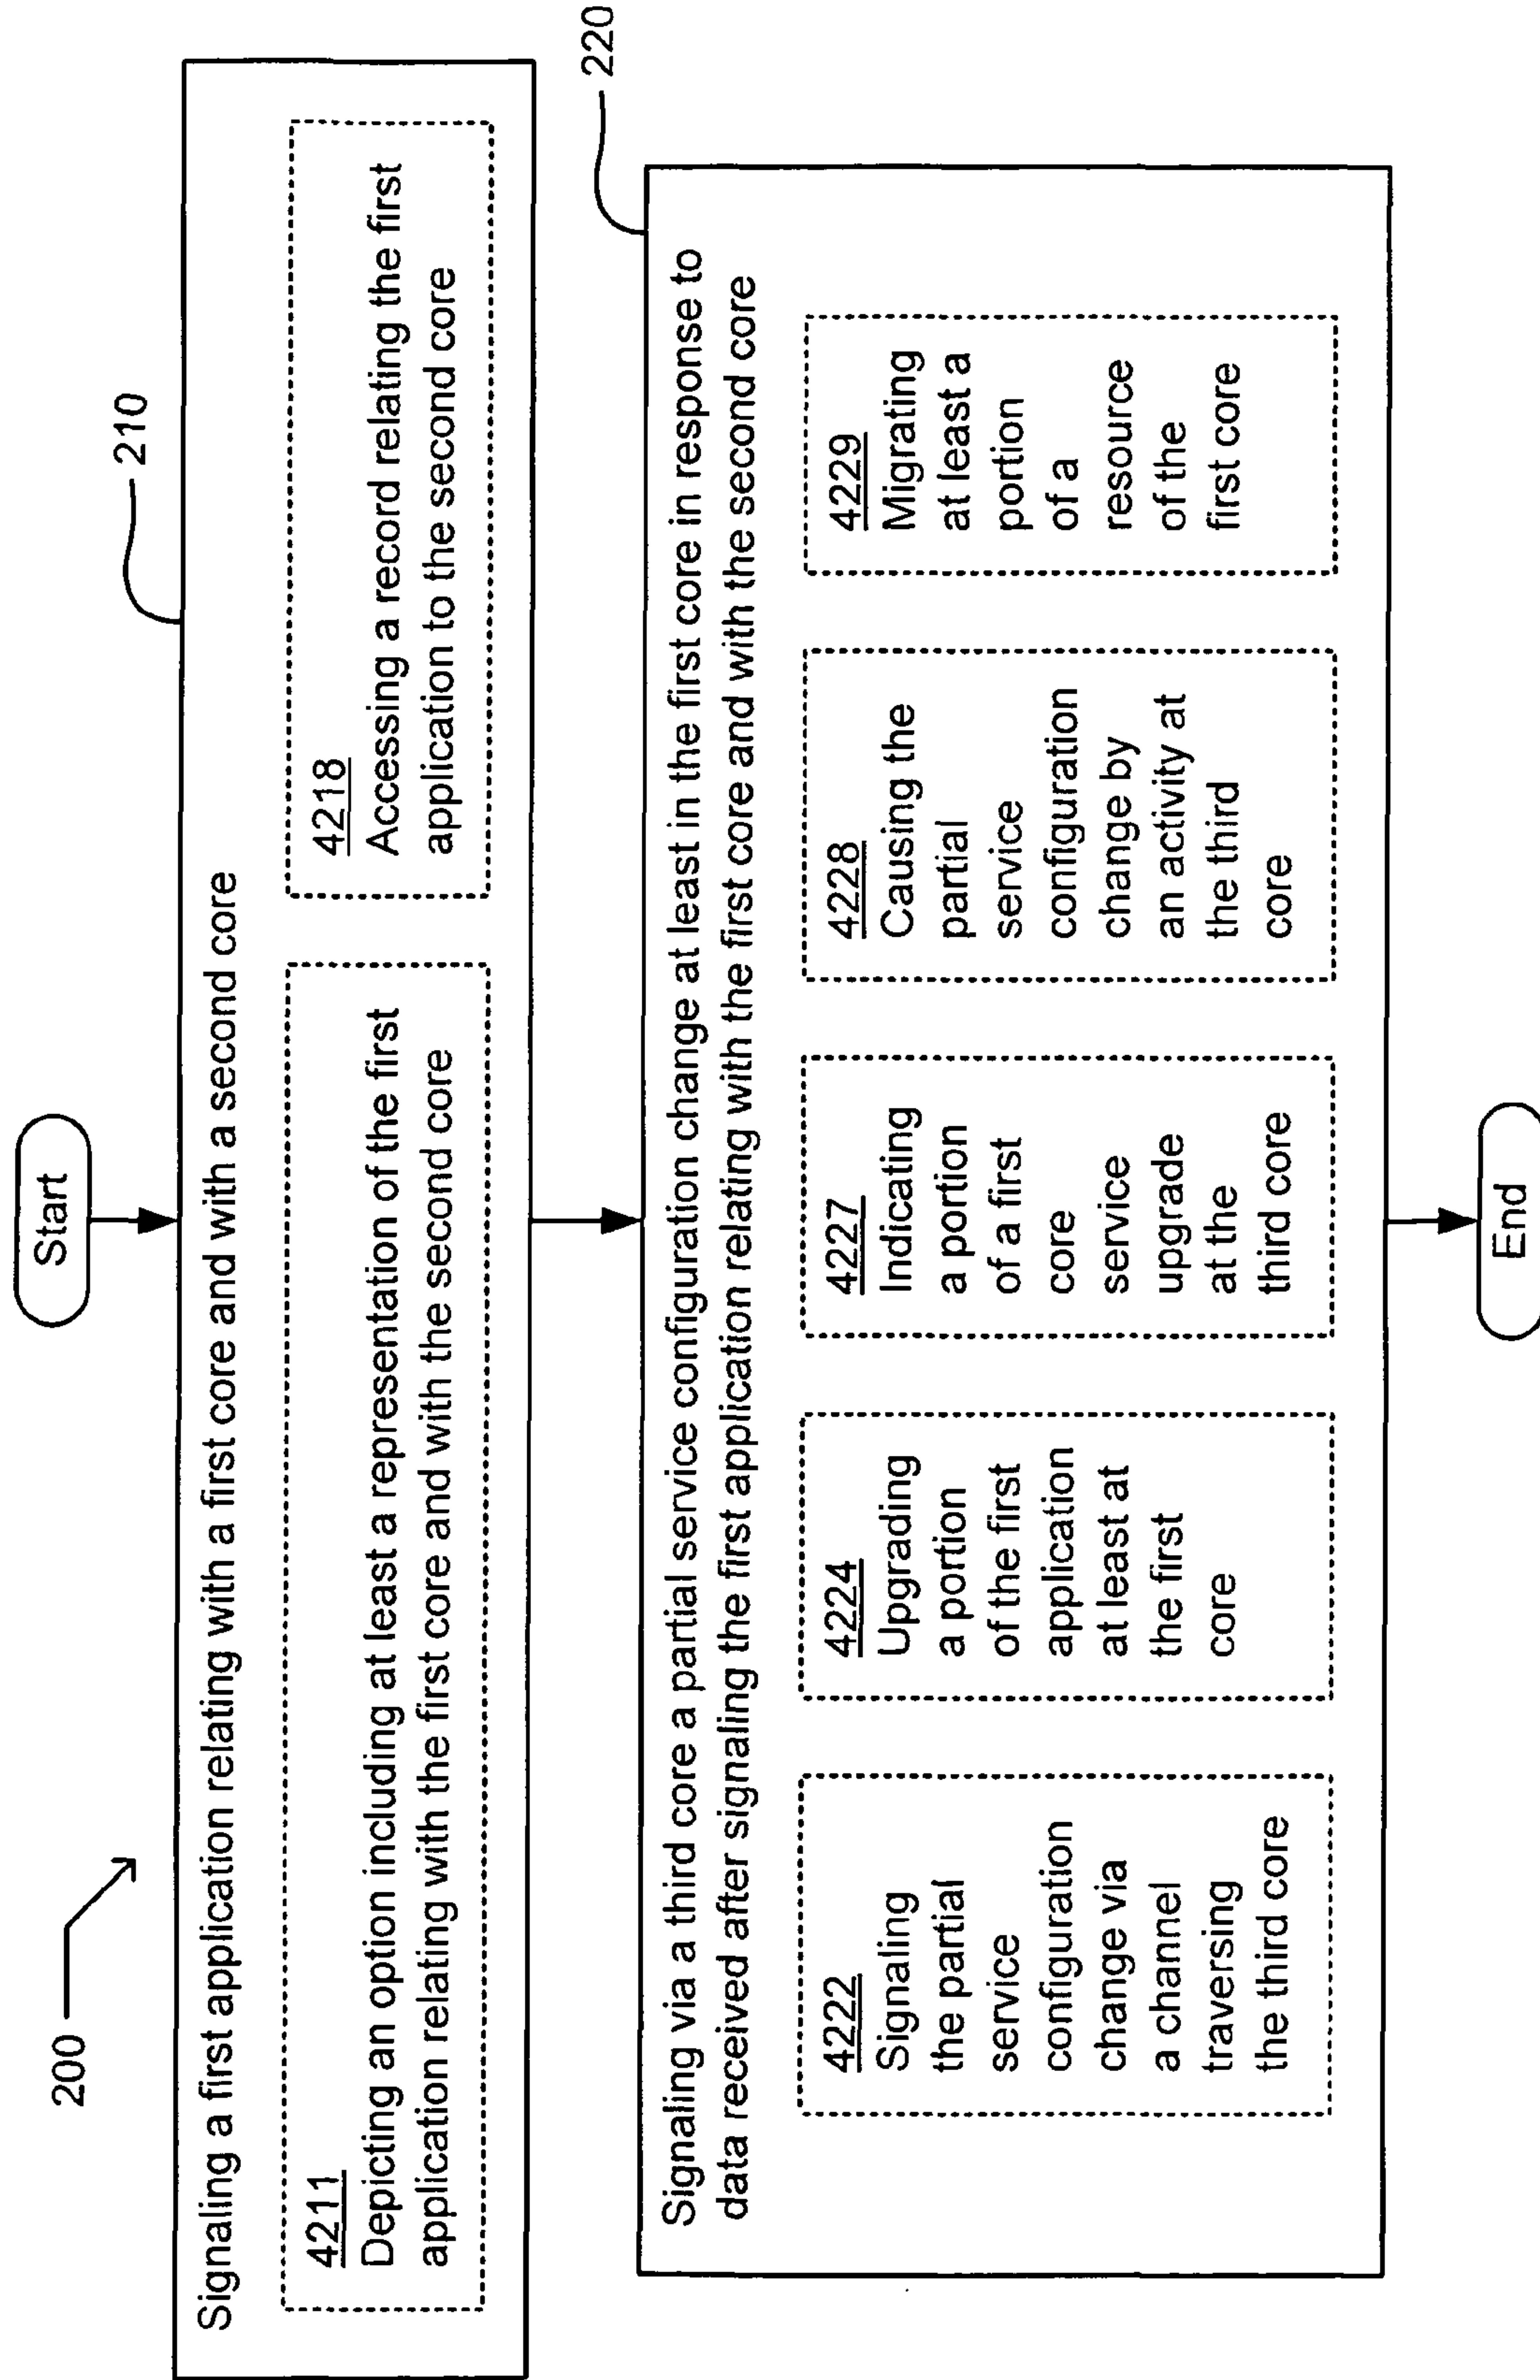 200
Start
210
Signaling a first application relating with a first core and with a second core
4211
Depicting an option including at least a representation of the first
application relating with the first core and with the second core
4218
Accessing a record relating the first
application to the second core
220
Signaling via a third core a partial service configuration change at least in the first core in response to
data received after signaling the first application relating with the first core and with the second core
4222
Signaling
the partial
service
configuration
change via
a channel
traversing
the third core
4224
Upgrading
a portion
of the first
application
at least at
the first
core
4227
Indicating
a portion
of a first
core
service
upgrade
at the
third core
4228
Causing the
partial
service
configuration
change by
an activity at
the third
core
4229
Migrating
at least a
portion
of a
resource
of the
first core
End